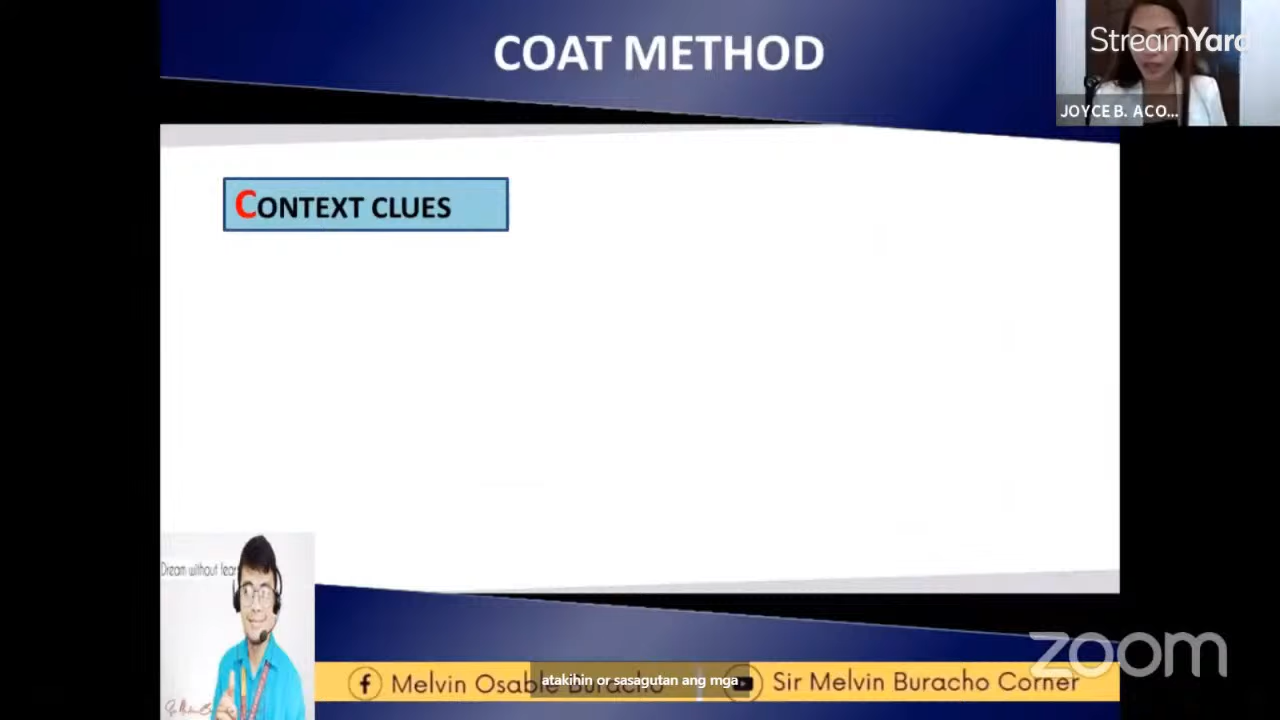 COAT METHOD
StreamYard
JOYCE B. ACO...
CONTEXT CLUES
Dream without fear
Melvin Osable Buracho
atakihin or sasagutan ang mga
Sir Melvin Buracho Corner
zoom